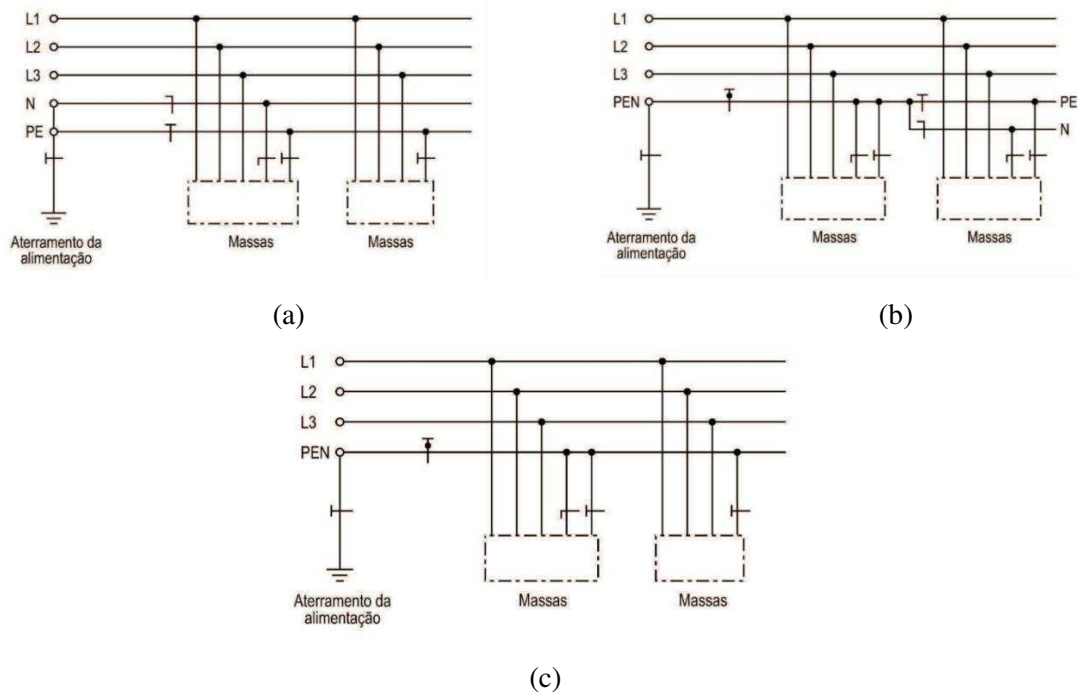 L1
L2
L3
N
PE
Aterramento da
alimentação
Massas
Massas
(a)
L1
L2
L3
PEN
PE
N
Aterramento da
alimentação
Massas
Massas
(b)
L1
L2
L3
PEN
Aterramento da
alimentação
Massas
Massas
(c)